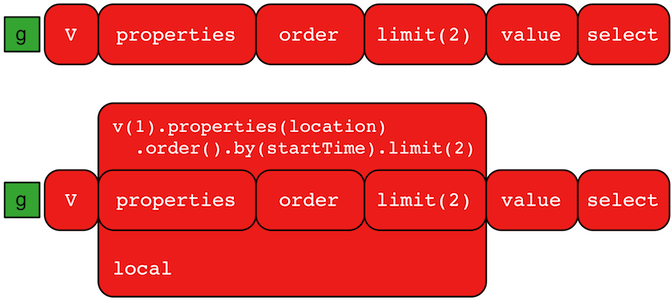 g V properties order limit(2) value select
v(1).properties(location)
.order().by(startTime).limit(2)
g V properties order limit(2) value select
local